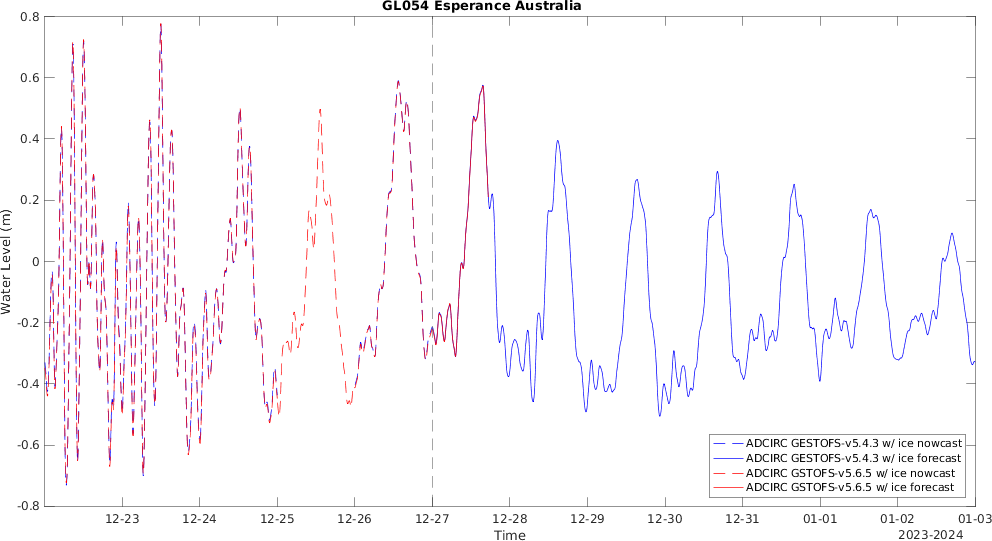 GL054 Esperance Australia
0.8
0.6
0.4
0.2
0
-0.2
-0.4
-0.6
-0.8
Water Level (m)
ADCIRC GESTOFS-v5.4.3 w/ ice nowcast
ADCIRC GESTOFS-v5.4.3 w/ ice forecast
ADCIRC GSTOFS-v5.6.5 w/ ice nowcast
ADCIRC GSTOFS-v5.6.5 w/ ice forecast
12-23 12-24 12-25 12-26 12-27 12-28 12-29 12-30 12-31 01-01 01-02 01-03
Time
2023-2024